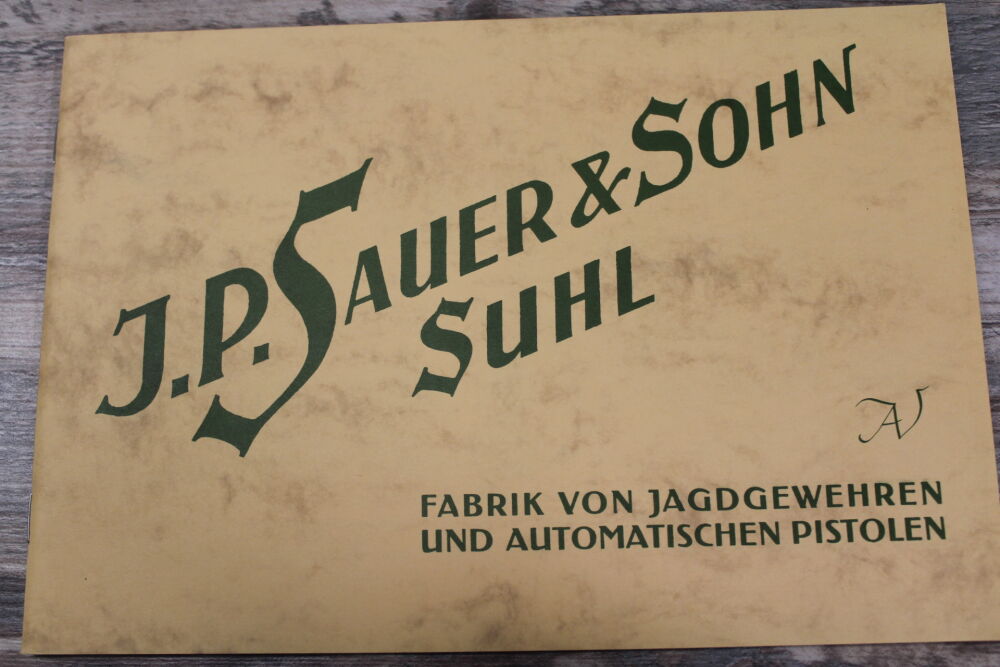 J.P. SAUER & SOHN
SUHL
AV
FABRIK VON JAGDGEWEHREN
UND AUTOMATISCHEN PISTOLEN